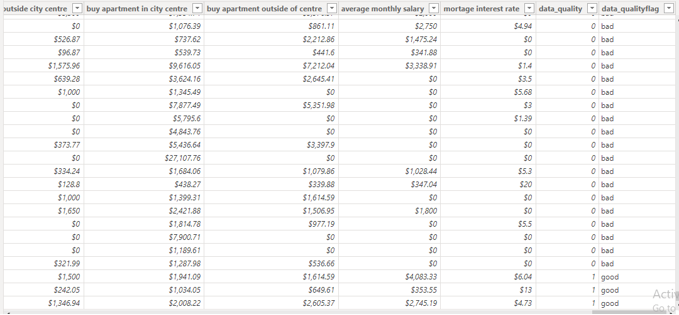 outside city centre buy apartment in city centre buy apartment outside of centre average monthly salary mortage interest rate data_quality data_qualityflag
$0 $1,076.39 $861.11 $2,750 $4.94 0 bad
$526.87 $737.62 $2,212.86 $1,475.24 $0 0 bad
$96.87 $539.73 $441.6 $341.88 $0 0 bad
$1,575.96 $9,616.05 $7,212.04 $3,338.91 $1.4 0 bad
$639.28 $3,624.16 $2,645.41 $0 $3.5 0 bad
$1,000 $1,345.49 $0 $0 $5.68 0 bad
$0 $7,877.49 $5,351.98 $0 $3 0 bad
$0 $5,795.6 $0 $0 $1.39 0 bad
$0 $4,843.76 $0 $0 $0 0 bad
$373.77 $5,436.64 $3,397.9 $0 $0 0 bad
$0 $27,107.76 $0 $0 $0 0 bad
$334.24 $1,684.06 $1,079.86 $1,028.44 $5.3 0 bad
$128.8 $438.27 $339.88 $347.04 $20 0 bad
$1,000 $1,399.31 $1,614.59 $0 $0 0 bad
$1,650 $2,421.88 $1,506.95 $1,800 $0 0 bad
$0 $1,814.78 $977.19 $0 $5.5 0 bad
$0 $7,900.71 $0 $0 $0 0 bad
$0 $1,189.61 $0 $0 $0 0 bad
$321.99 $1,287.98 $536.66 $0 $0 0 bad
$1,500 $1,941.09 $1,614.59 $4,083.33 $6.04 1 good
$242.05 $1,034.05 $649.61 $353.55 $13 1 good
$1,346.94 $2,008.22 $2,605.37 $2,745.19 $4.73 1 good
Activ
Go to